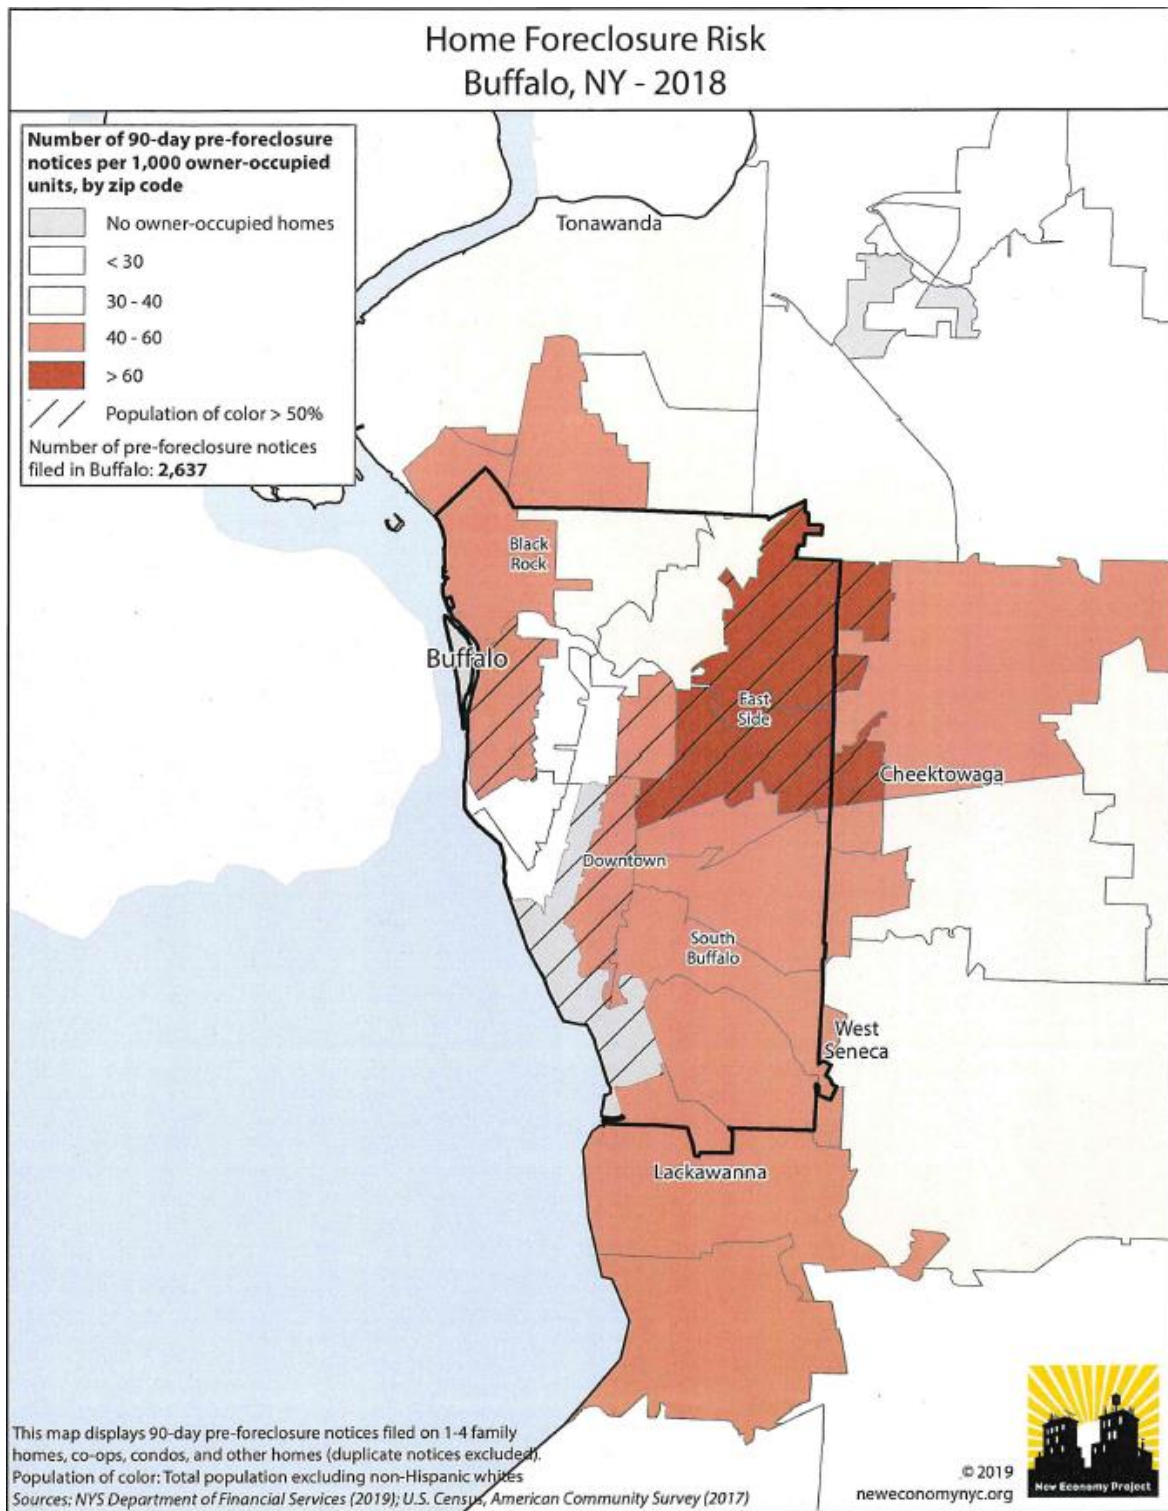 Home Foreclosure Risk
Buffalo, NY - 2018
Number of 90-day pre-foreclosure
notices per 1,000 owner-occupied
units, by zip code
No owner-occupied homes
< 30
30 - 40
40 - 60
> 60
Population of color > 50%
Number of pre-foreclosure notices
filed in Buffalo: 2,637
Tonawanda
Black
Rock
Buffalo
East
Side
Cheektowaga
Downtown
South
Buffalo
West
Seneca
Lackawanna
This map displays 90-day pre-foreclosure notices filed on 1-4 family
homes, co-ops, condos, and other homes (duplicate notices excluded).
Population of color: Total population excluding non-Hispanic whites
Sources: NYS Department of Financial Services (2019); U.S. Census, American Community Survey (2017)
© 2019
neweconomynyc.org
New Economy Project